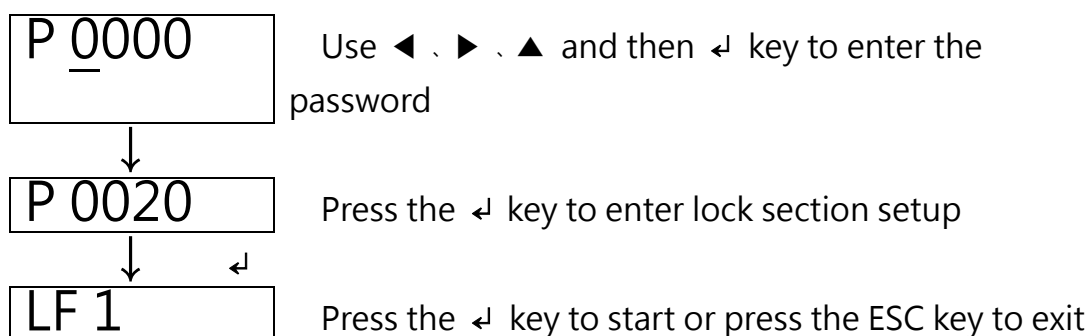 P 0000
Use ◀、▶、▲ and then ↲ key to enter the
password
P 0020
Press the ↲ key to enter lock section setup
↲
LF 1
Press the ↲ key to start or press the ESC key to exit